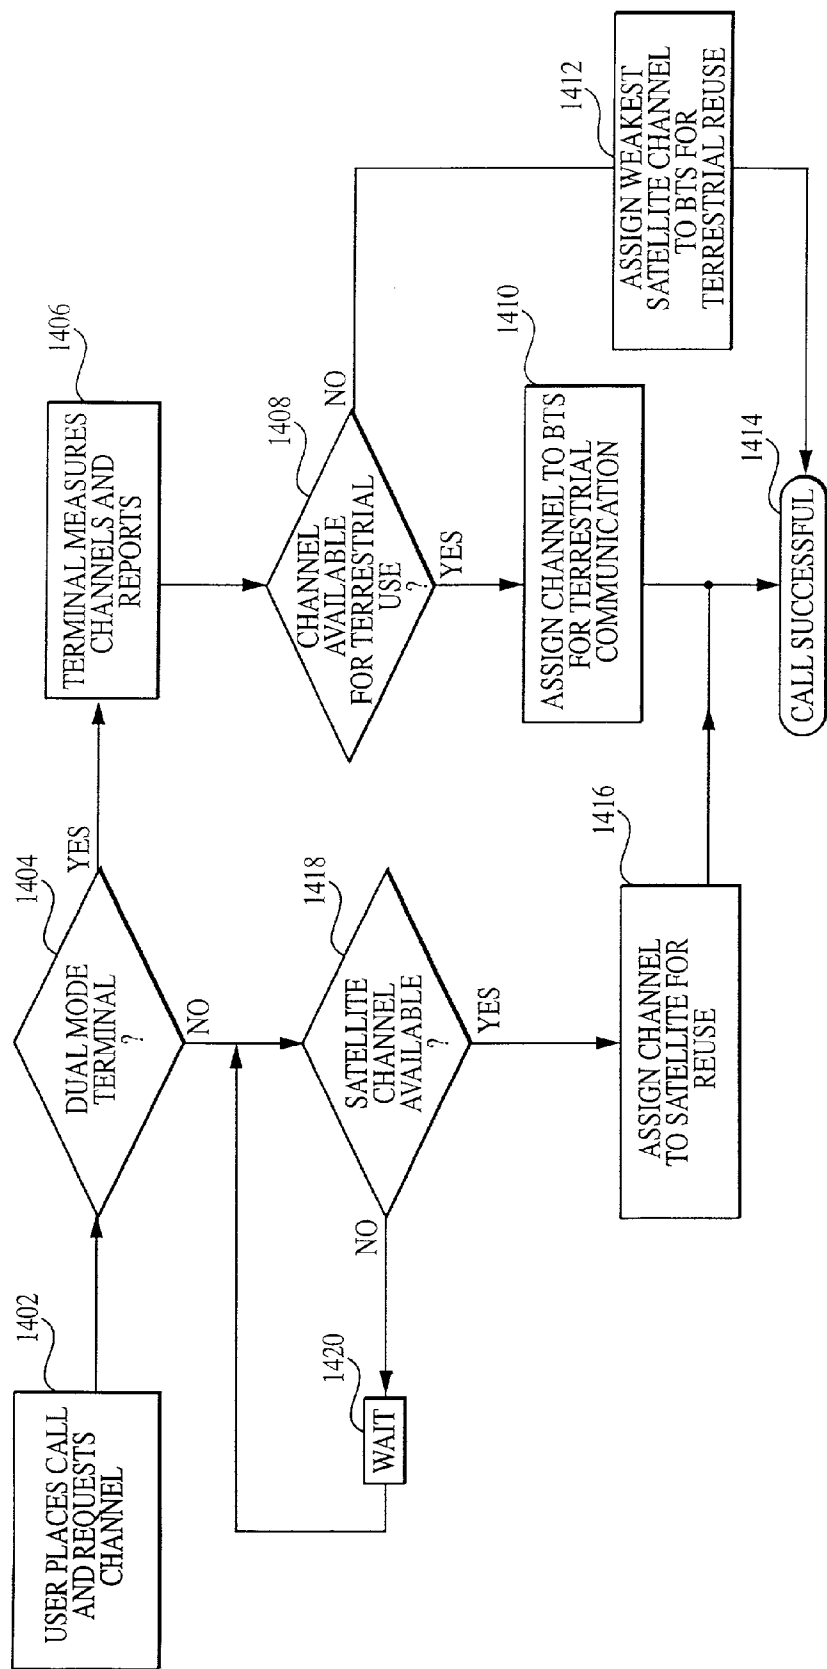 1402
USER PLACES CALL
AND REQUESTS
CHANNEL
1404
DUAL MODE
TERMINAL
?
YES
NO
1406
TERMINAL MEASURES
CHANNELS AND
REPORTS
1408
CHANNEL
AVAILABLE
FOR TERRESTRIAL
USE
?
NO
YES
1410
ASSIGN CHANNEL TO BTS
FOR TERRESTRIAL
COMMUNICATION
1412
ASSIGN WEAKEST
SATELLITE CHANNEL
TO BTS FOR
TERRESTRIAL REUSE
1418
SATELLITE
CHANNEL
AVAILABLE
?
NO
YES
1420
WAIT
1416
ASSIGN CHANNEL
TO SATELLITE FOR
REUSE
1414
CALL SUCCESSFUL